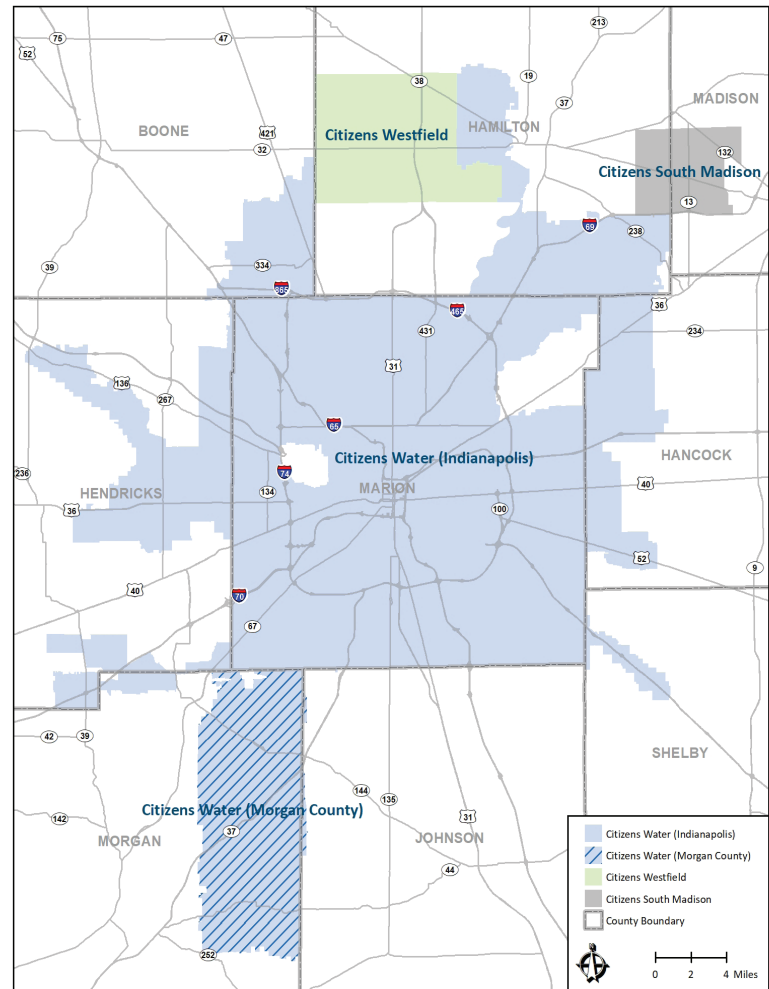 213
75
47
52
19
38
37
MADISON
BOONE
421
Citizens Westfield
HAMILTON
32
132
Citizens South Madison
13
69
238
39
334
865
465
36
431
234
31
136
267
65
Citizens Water (Indianapolis)
HANCOCK
236
74
40
HENDRICKS
134
MARION
36
100
52
9
40
70
67
42
39
SHELBY
144
135
Citizens Water (Morgan County)
142
37
31
MORGAN
JOHNSON
44
252
Citizens Water (Indianapolis)
Citizens Water (Morgan County)
Citizens Westfield
Citizens South Madison
County Boundary
0 2 4 Miles